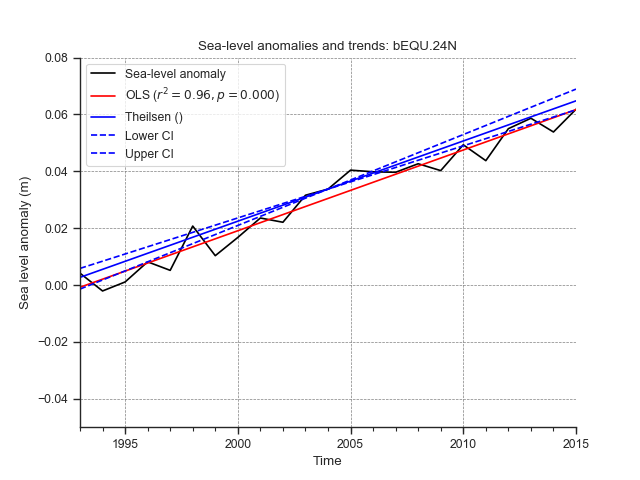 Sea-level anomalies and trends: bEQU.24N
0.08
0.06
0.04
0.02
0.00
−0.02
−0.04
Sea level anomaly (m)
Sea-level anomaly
OLS (r² = 0.96, p = 0.000)
Theilsen ()
Lower CI
Upper CI
1995 2000 2005 2010 2015
Time